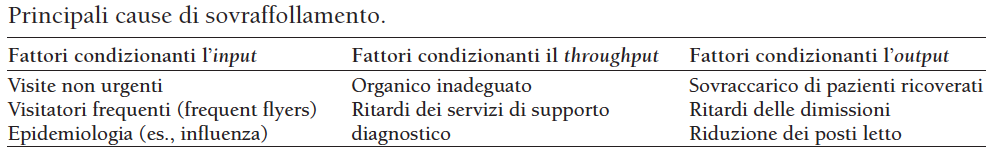 Principali cause di sovraffollamento.
Fattori condizionanti l'input Fattori condizionanti il throughput Fattori condizionanti l'output
Visite non urgenti Organico inadeguato Sovraccarico di pazienti ricoverati
Visitatori frequenti (frequent flyers) Ritardi dei servizi di supporto Ritardi delle dimissioni
Epidemiologia (es., influenza) diagnostico Riduzione dei posti letto